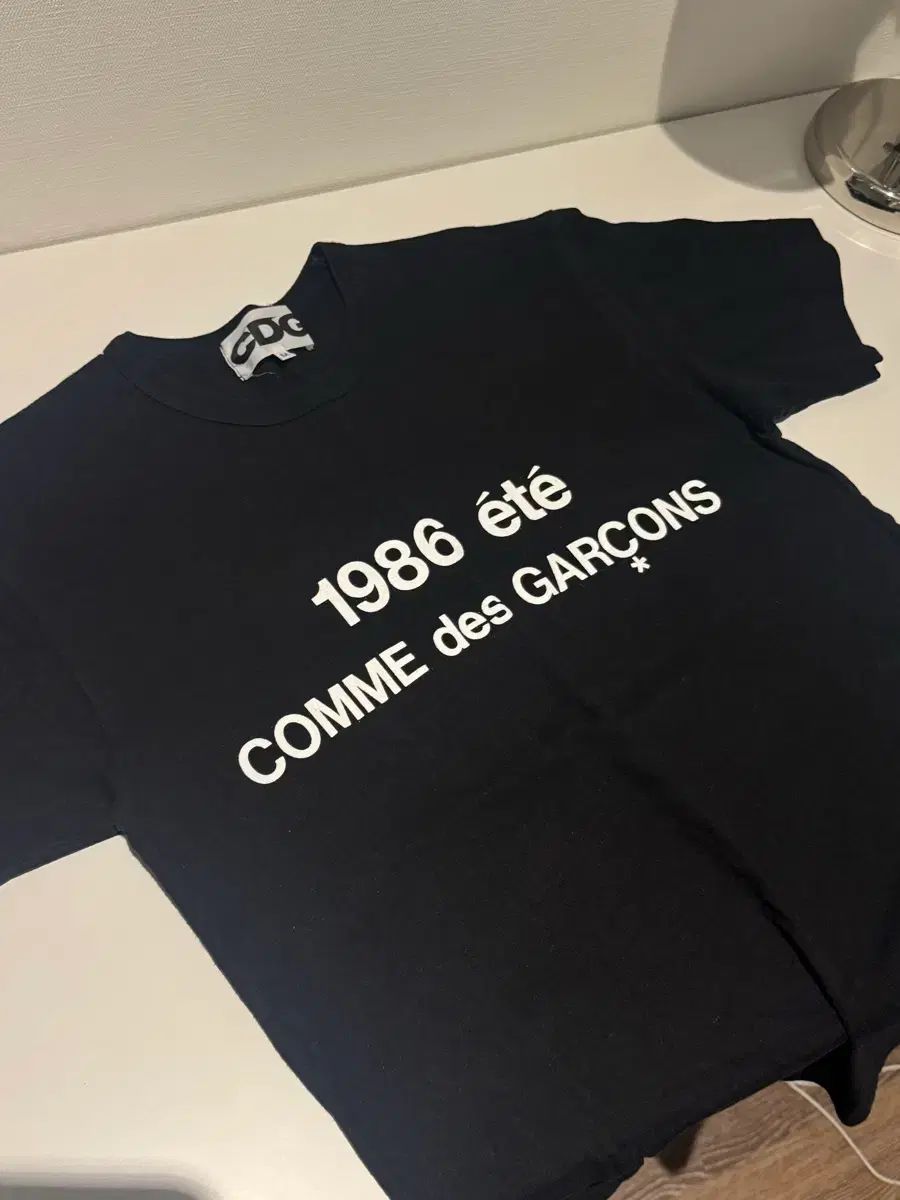 CDG
1986 été
COMME des GARÇONS
*